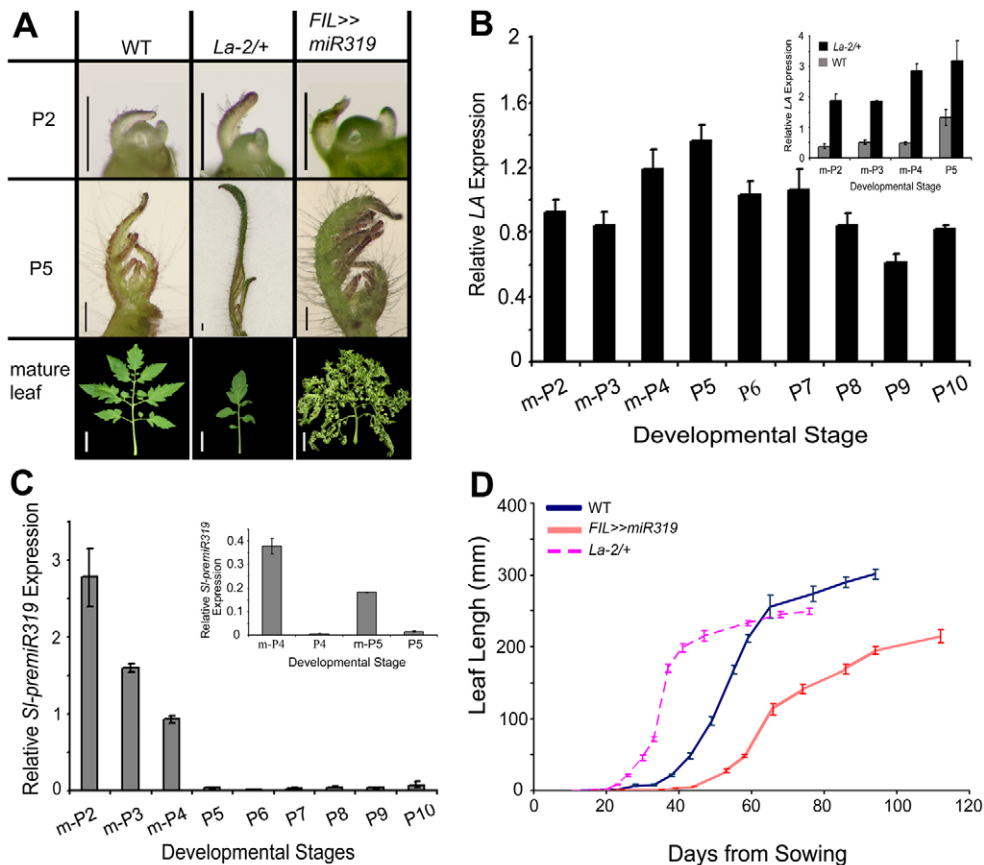 A
WT
La-2/+
FIL>>
miR319
P2
P5
mature
leaf
B
Relative LA Expression
2
1.6
1.2
0.8
0.4
0
m-P2
m-P3
m-P4
P5
P6
P7
P8
P9
P10
Developmental Stage
Relative LA Expression
4
3
2
1
0
La-2/+
WT
m-P2
m-P3
m-P4
P5
Developmental Stage
C
Relative Sl-premiR319 Expression
3
2
1
0
m-P2
m-P3
m-P4
P5
P6
P7
P8
P9
P10
Developmental Stages
Relative Sl-premiR319
Expression
0.4
0.3
0.2
0.1
0
m-P4
P4
m-P5
P5
Developmental Stage
D
WT
FIL>>miR319
La-2/+
Leaf Lengh (mm)
400
300
200
100
0
0
20
40
60
80
100
120
Days from Sowing